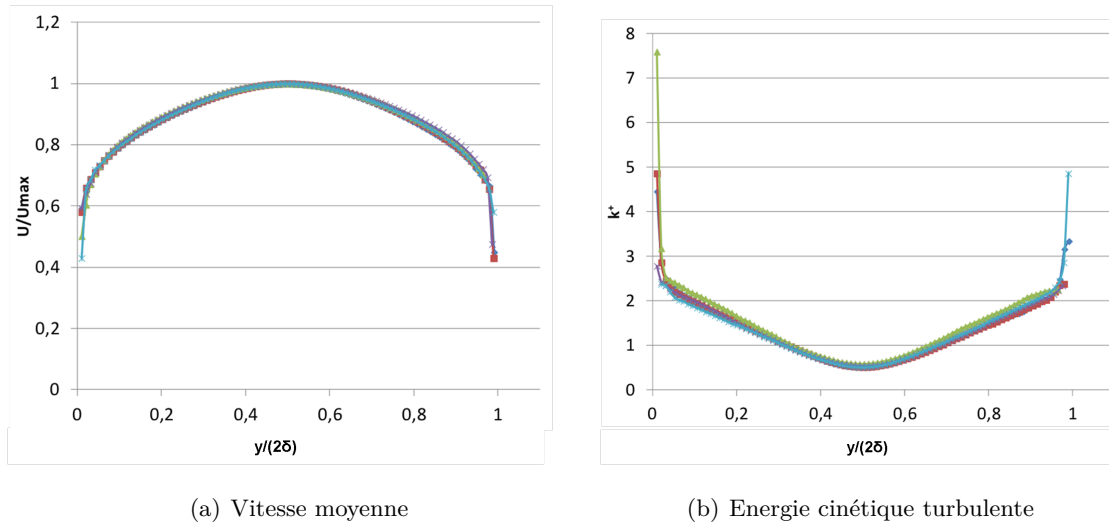 1,2
1
0,8
0,6
0,4
0,2
0
U/Umax
0 0,2 0,4 0,6 0,8 1
y/(2δ)
(a) Vitesse moyenne
8
7
6
5
4
3
2
1
0
k⁺
0 0,2 0,4 0,6 0,8 1
y/(2δ)
(b) Energie cinétique turbulente